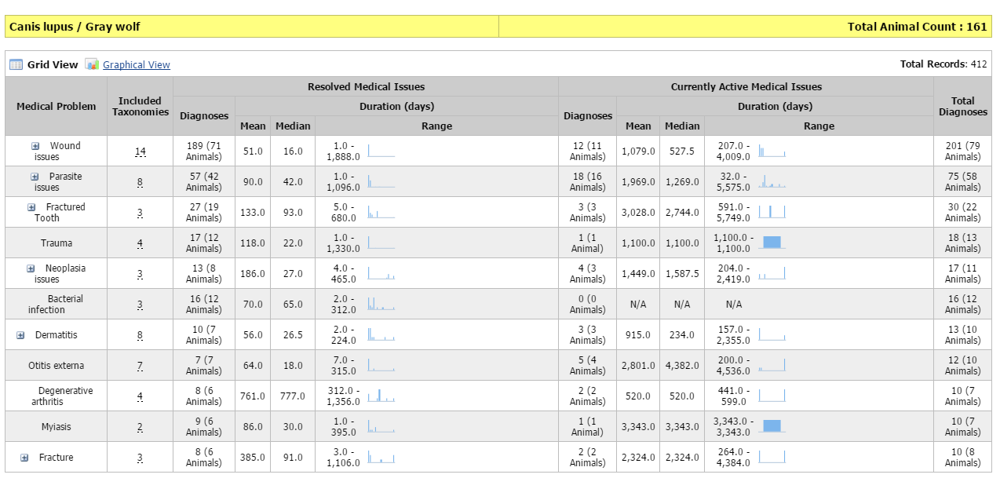 Canis lupus / Gray wolf Total Animal Count : 161
Grid View Graphical View Total Records: 412
Medical Problem Included Taxonomies Resolved Medical Issues Currently Active Medical Issues Total Diagnoses
Diagnoses Duration (days) Diagnoses Duration (days)
Mean Median Range Mean Median Range
Wound issues 14 189 (71 Animals) 51.0 16.0 1.0 - 1,888.0 12 (11 Animals) 1,079.0 527.5 207.0 - 4,009.0 201 (79 Animals)
Parasite issues 8 57 (42 Animals) 90.0 42.0 1.0 - 1,096.0 18 (16 Animals) 1,969.0 1,269.0 32.0 - 5,575.0 75 (58 Animals)
Fractured Tooth 3 27 (19 Animals) 133.0 93.0 5.0 - 680.0 3 (3 Animals) 3,028.0 2,744.0 591.0 - 5,749.0 30 (22 Animals)
Trauma 4 17 (12 Animals) 118.0 22.0 1.0 - 1,330.0 1 (1 Animal) 1,100.0 1,100.0 1,100.0 - 1,100.0 18 (13 Animals)
Neoplasia issues 3 13 (8 Animals) 186.0 27.0 4.0 - 465.0 4 (3 Animals) 1,449.0 1,587.5 204.0 - 2,419.0 17 (11 Animals)
Bacterial infection 3 16 (12 Animals) 70.0 65.0 2.0 - 312.0 0 (0 Animals) N/A N/A N/A 16 (12 Animals)
Dermatitis 8 10 (7 Animals) 56.0 26.5 2.0 - 224.0 3 (3 Animals) 915.0 234.0 157.0 - 2,355.0 13 (10 Animals)
Otitis externa 7 7 (7 Animals) 64.0 18.0 7.0 - 315.0 5 (4 Animals) 2,801.0 4,382.0 200.0 - 4,536.0 12 (10 Animals)
Degenerative arthritis 4 8 (6 Animals) 761.0 777.0 312.0 - 1,356.0 2 (2 Animals) 520.0 520.0 441.0 - 599.0 10 (7 Animals)
Myiasis 2 9 (6 Animals) 86.0 30.0 1.0 - 395.0 1 (1 Animal) 3,343.0 3,343.0 3,343.0 - 3,343.0 10 (7 Animals)
Fracture 3 8 (6 Animals) 385.0 91.0 3.0 - 1,106.0 2 (2 Animals) 2,324.0 2,324.0 264.0 - 4,384.0 10 (8 Animals)